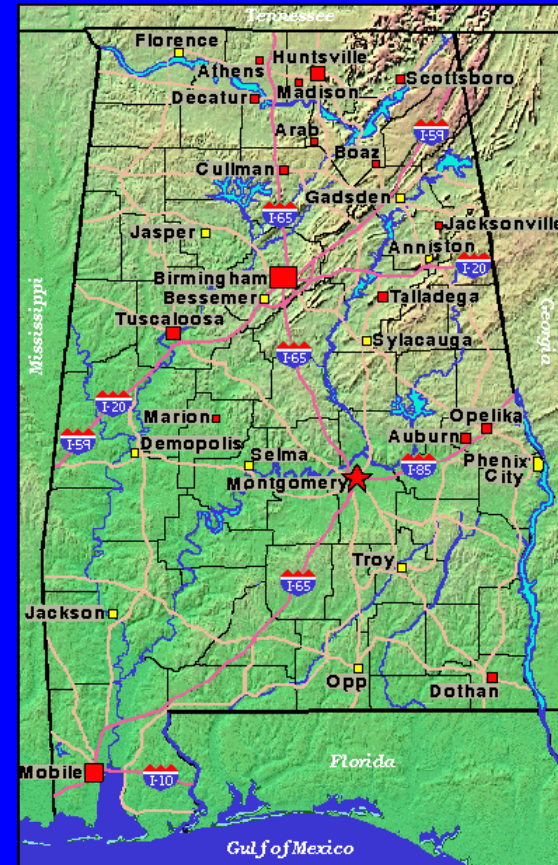 Tennessee
Florence
Huntsville
Athens
Scottsboro
Madison
Decatur
Arab
I-59
Boaz
Cullman
Gadsden
I-65
Jacksonville
Jasper
Anniston
I-20
Birmingham
Bessemer
Talladega
Mississippi
Georgia
Tuscaloosa
Sylacauga
I-65
I-20
Marion
Opelika
Auburn
I-59
Demopolis
Selma
Phenix
City
I-85
Montgomery
Troy
I-65
Jackson
Opp
Dothan
Florida
Mobile
I-10
Gulf of Mexico